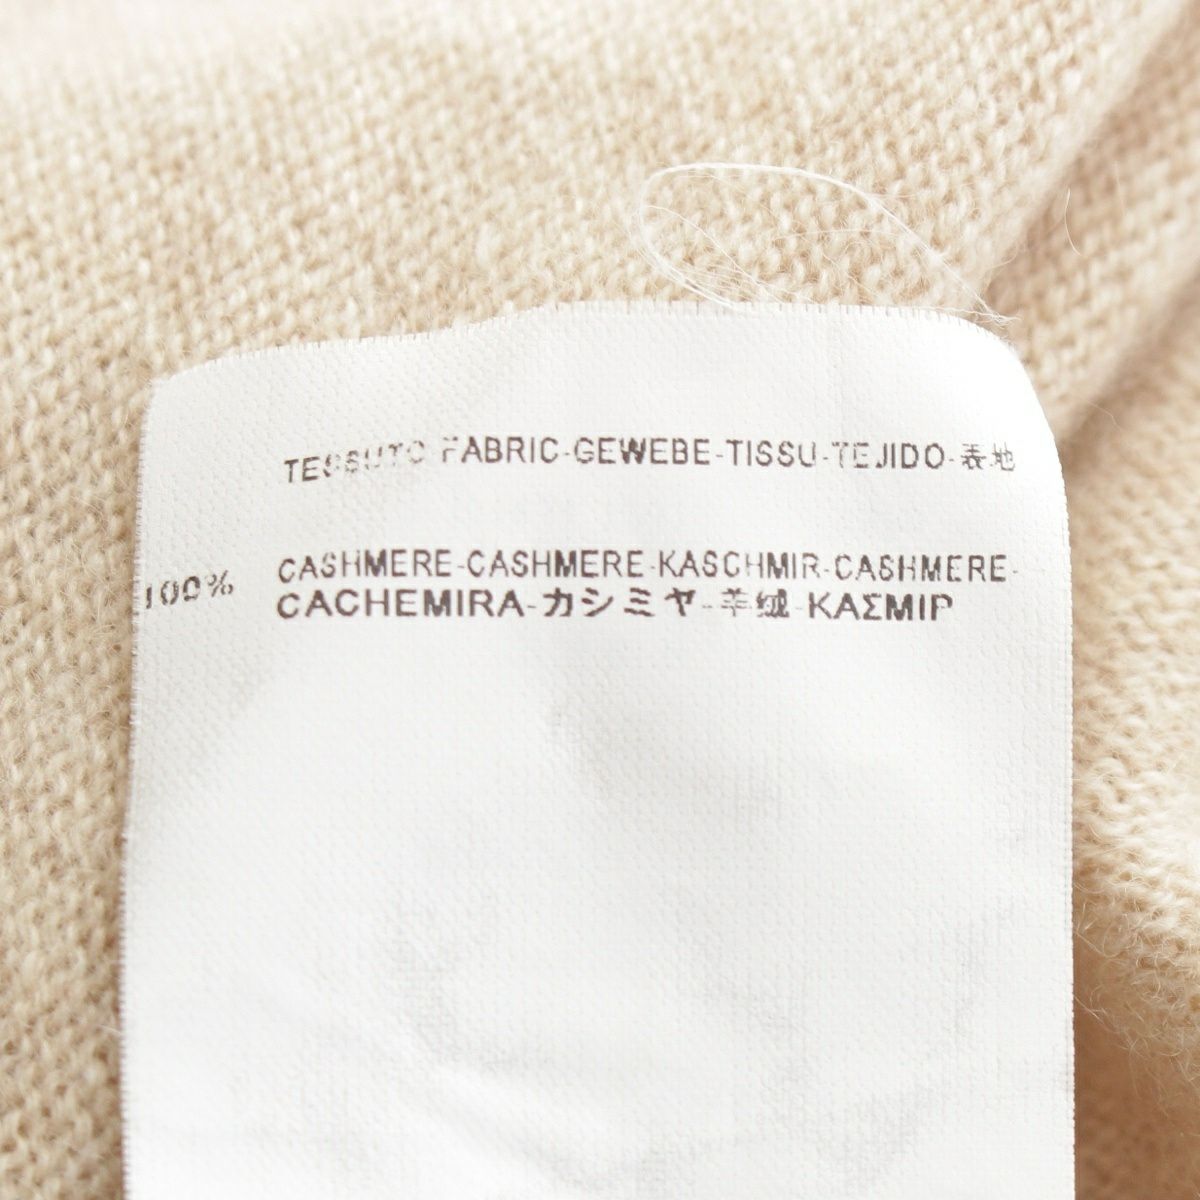 TESSUTO-FABRIC-GEWEBE-TISSU-TEJIDO-表地
100% CASHMERE-CASHMERE-KASCHMIR-CASHMERE-
CACHEMIRA-カシミヤ-羊绒-ΚΑΣΜΙΡ